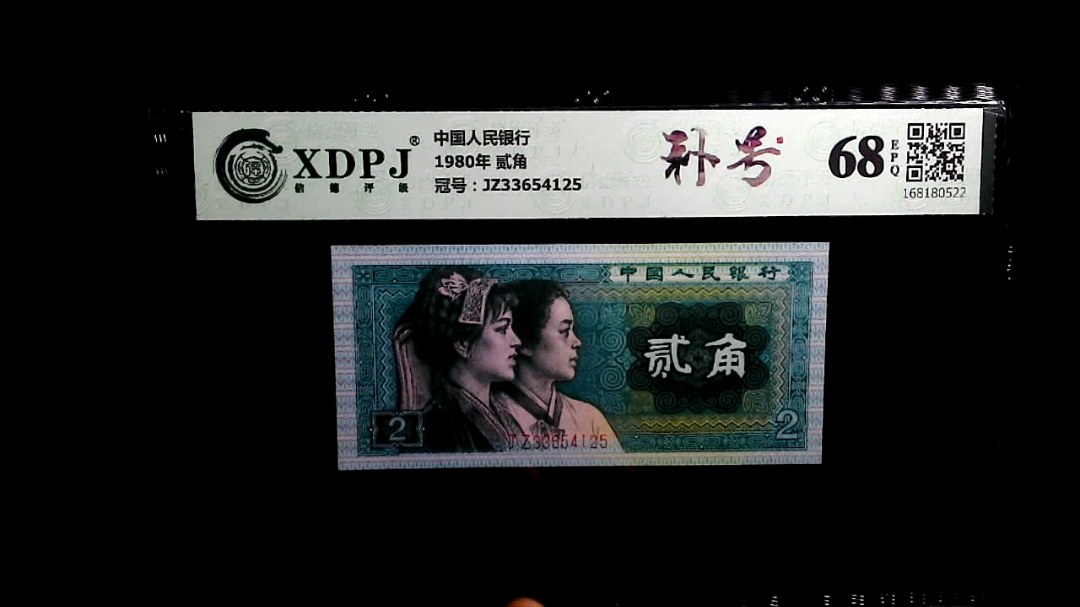 XDPJ®
信德评级
中国人民银行
1980年 贰角
冠号：JZ33654125
补号
68
EPQ
168180522
中国人民银行
贰角
2
2
JZ33654125